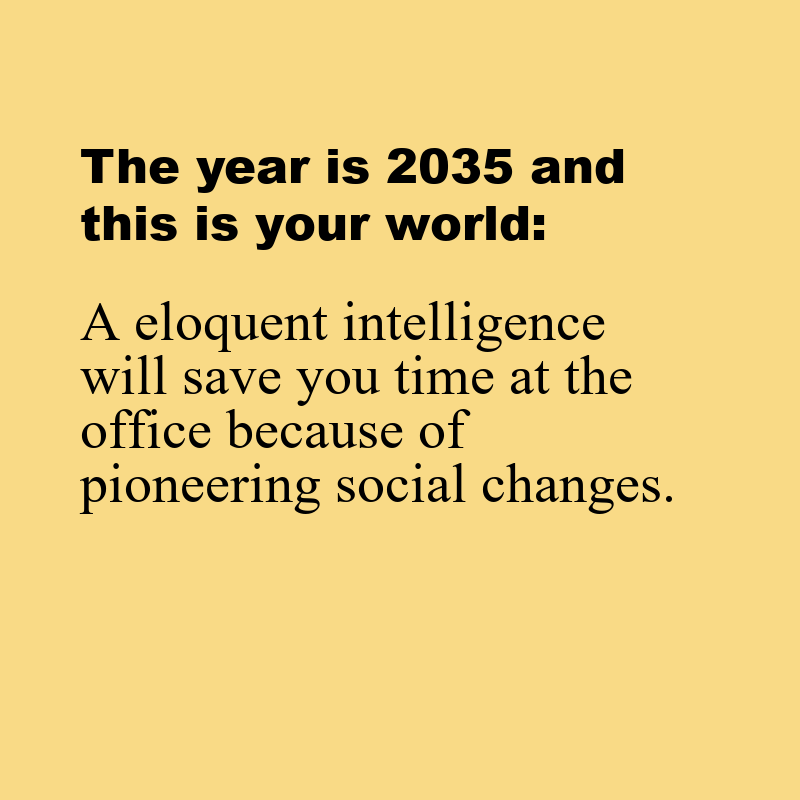 The year is 2035 and
this is your world:
A eloquent intelligence
will save you time at the
office because of
pioneering social changes.